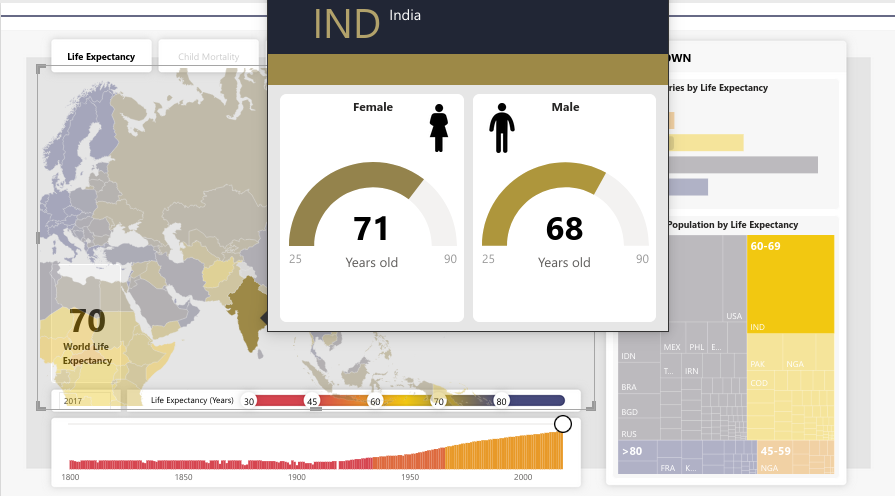 IND India
Life Expectancy
Child Mortality
OWN
Female
Male
ries by Life Expectancy
71
68
25
Years old
90
25
Years old
90
Population by Life Expectancy
60-69
USA
IND
MEX PHL E...
IDN
T... IRN
PAK NGA
COD
BRA
BGD
RUS
>80
45-59
FRA K...
NGA
70
World Life
Expectancy
2017
Life Expectancy (Years) 30 45 60 70 80
1800 1850 1900 1950 2000